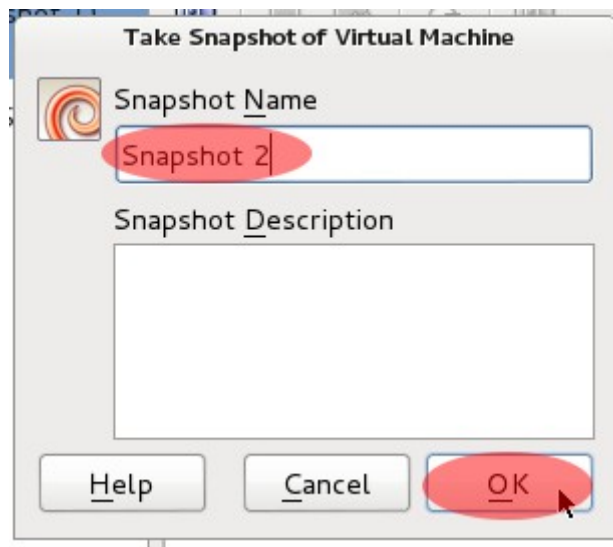 Take Snapshot of Virtual Machine
Snapshot Name
Snapshot 2
Snapshot Description
Help Cancel OK